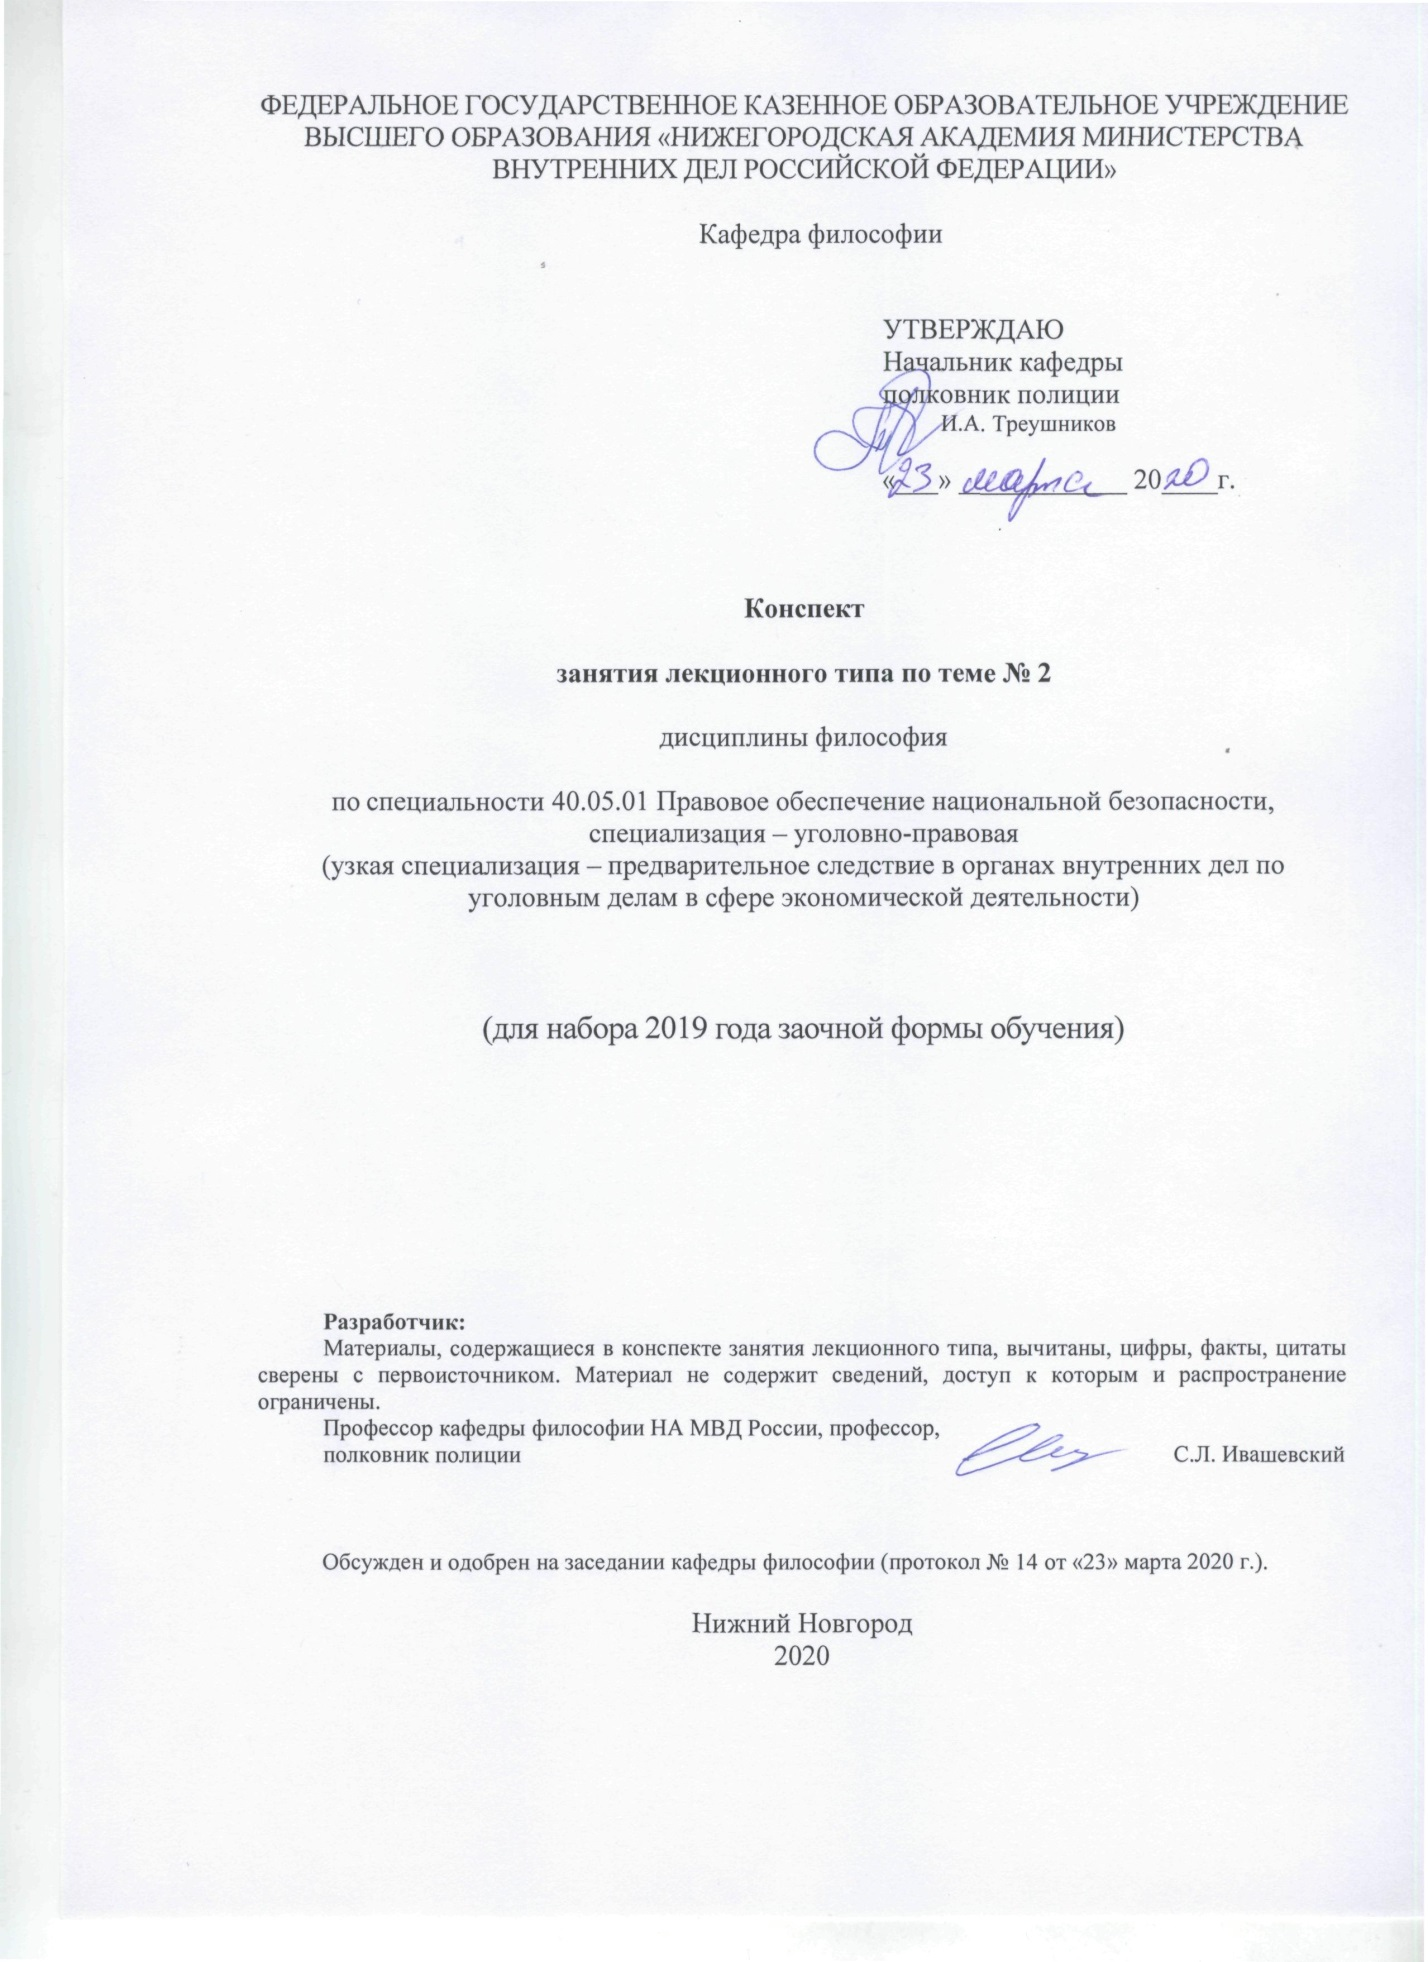 ФЕДЕРАЛЬНОЕ ГОСУДАРСТВЕННОЕ КАЗЕННОЕ ОБРАЗОВАТЕЛЬНОЕ УЧРЕЖДЕНИЕ
ВЫСШЕГО ОБРАЗОВАНИЯ «НИЖЕГОРОДСКАЯ АКАДЕМИЯ МИНИСТЕРСТВА
ВНУТРЕННИХ ДЕЛ РОССИЙСКОЙ ФЕДЕРАЦИИ»
Кафедра философии
УТВЕРЖДАЮ
Начальник кафедры
полковник полиции
И.А. Треушников
«23» марта 2020 г.
Конспект
занятия лекционного типа по теме № 2
дисциплины философия
по специальности 40.05.01 Правовое обеспечение национальной безопасности,
специализация – уголовно-правовая
(узкая специализация – предварительное следствие в органах внутренних дел по
уголовным делам в сфере экономической деятельности)
(для набора 2019 года заочной формы обучения)
Разработчик:
Материалы, содержащиеся в конспекте занятия лекционного типа, вычитаны, цифры, факты, цитаты
сверены с первоисточником. Материал не содержит сведений, доступ к которым и распространение
ограничены.
Профессор кафедры философии НА МВД России, профессор,
полковник полиции С.Л. Ивашевский
Обсужден и одобрен на заседании кафедры философии (протокол № 14 от «23» марта 2020 г.).
Нижний Новгород
2020